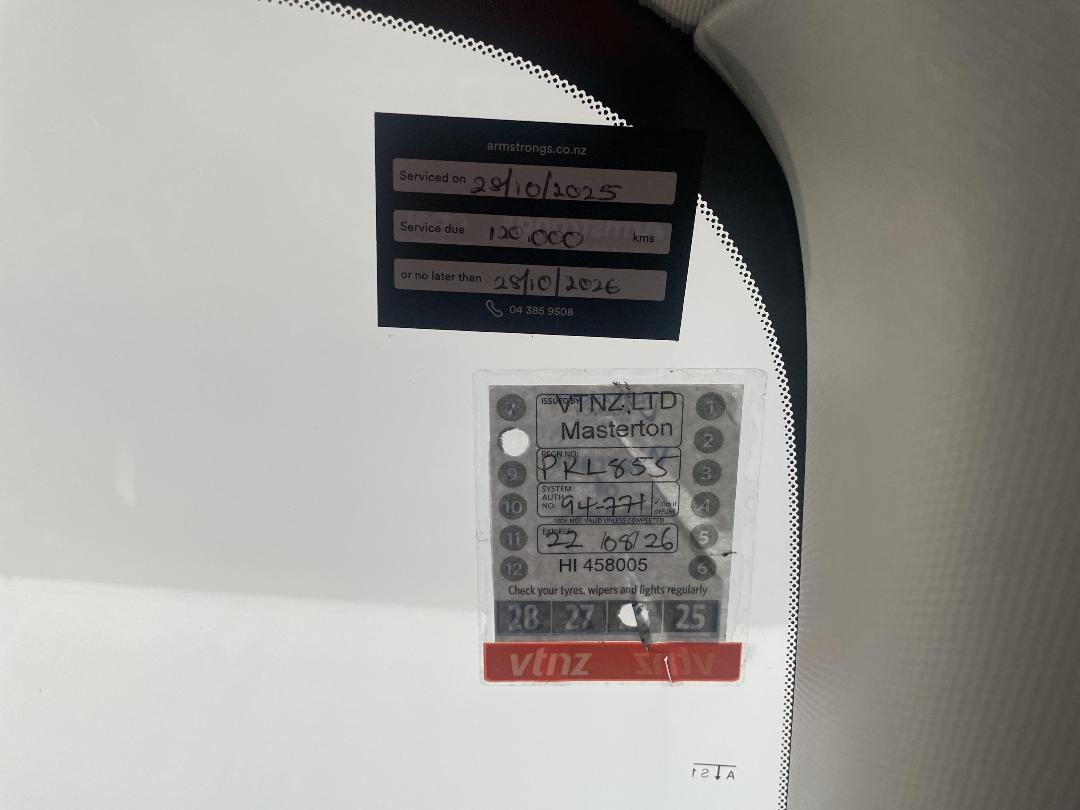 armstrongs.co.nz
Serviced on 28/10/2025
Service due 120,000 kms
or no later than 28/10/2026
04 385 9508
ISSUED BY VTNZ LTD
Masterton
7 1
2
REGN NO: PRL855
9 3
SYSTEM
AUTH
NO: 94-771
10 4
WOF NOT VALID UNLESS COMPLETED
EXPIRES 22/08/26
11 5
HI 458005
12 6
Check your tyres, wipers and lights regularly
28 27 25
vtnz